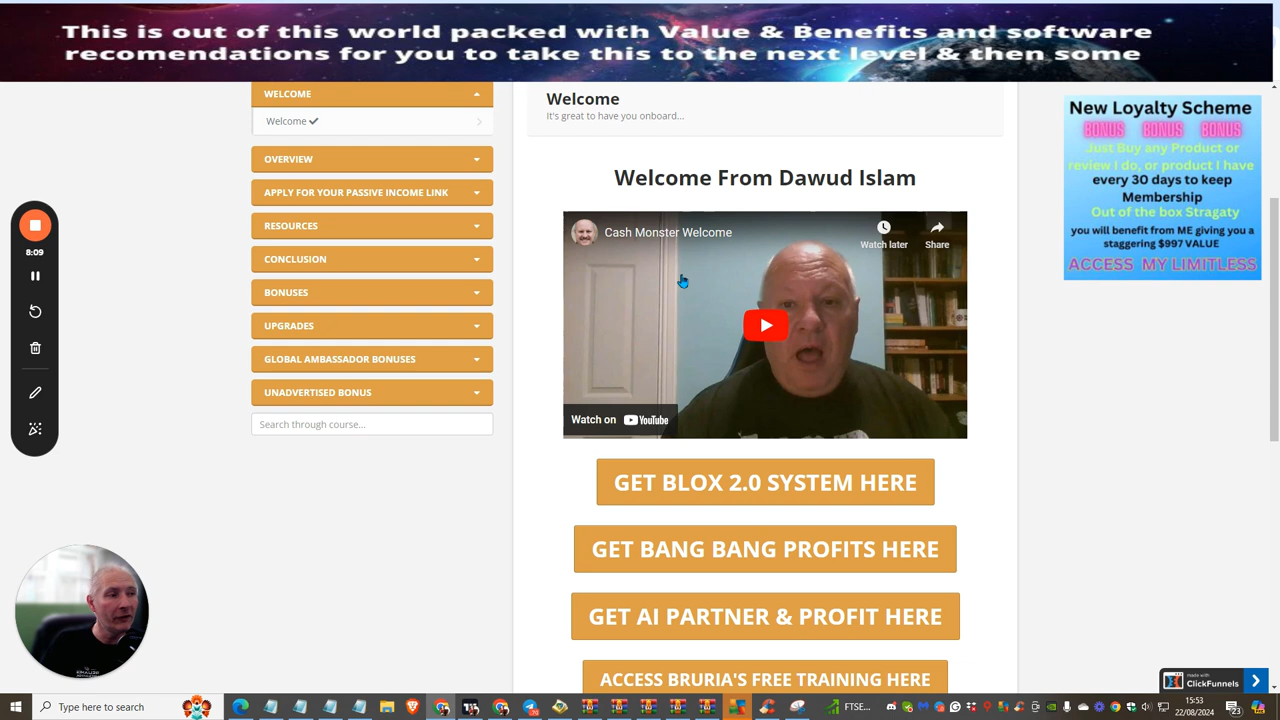 This is out of this world packed with Value & Benefits and software
recomendations for you to take this to the next level & then some
WELCOME
Welcome
OVERVIEW
APPLY FOR YOUR PASSIVE INCOME LINK
RESOURCES
CONCLUSION
BONUSES
UPGRADES
GLOBAL AMBASSADOR BONUSES
UNADVERTISED BONUS
Search through course...
8:09
Welcome
It's great to have you onboard...
Welcome From Dawud Islam
Cash Monster Welcome
Watch later
Share
Watch on YouTube
GET BLOX 2.0 SYSTEM HERE
GET BANG BANG PROFITS HERE
GET AI PARTNER & PROFIT HERE
ACCESS BRURIA'S FREE TRAINING HERE
New Loyalty Scheme
BONUS BONUS BONUS
Just Buy any Product or
review I do, or product I have
every 30 days to keep
Membership
Out of the box Stragaty
you will benefit from ME giving you a
staggering $997 VALUE
ACCESS MY LIMITLESS
made with
ClickFunnels
Type here to search
FTSE...
15:53
22/08/2024
23